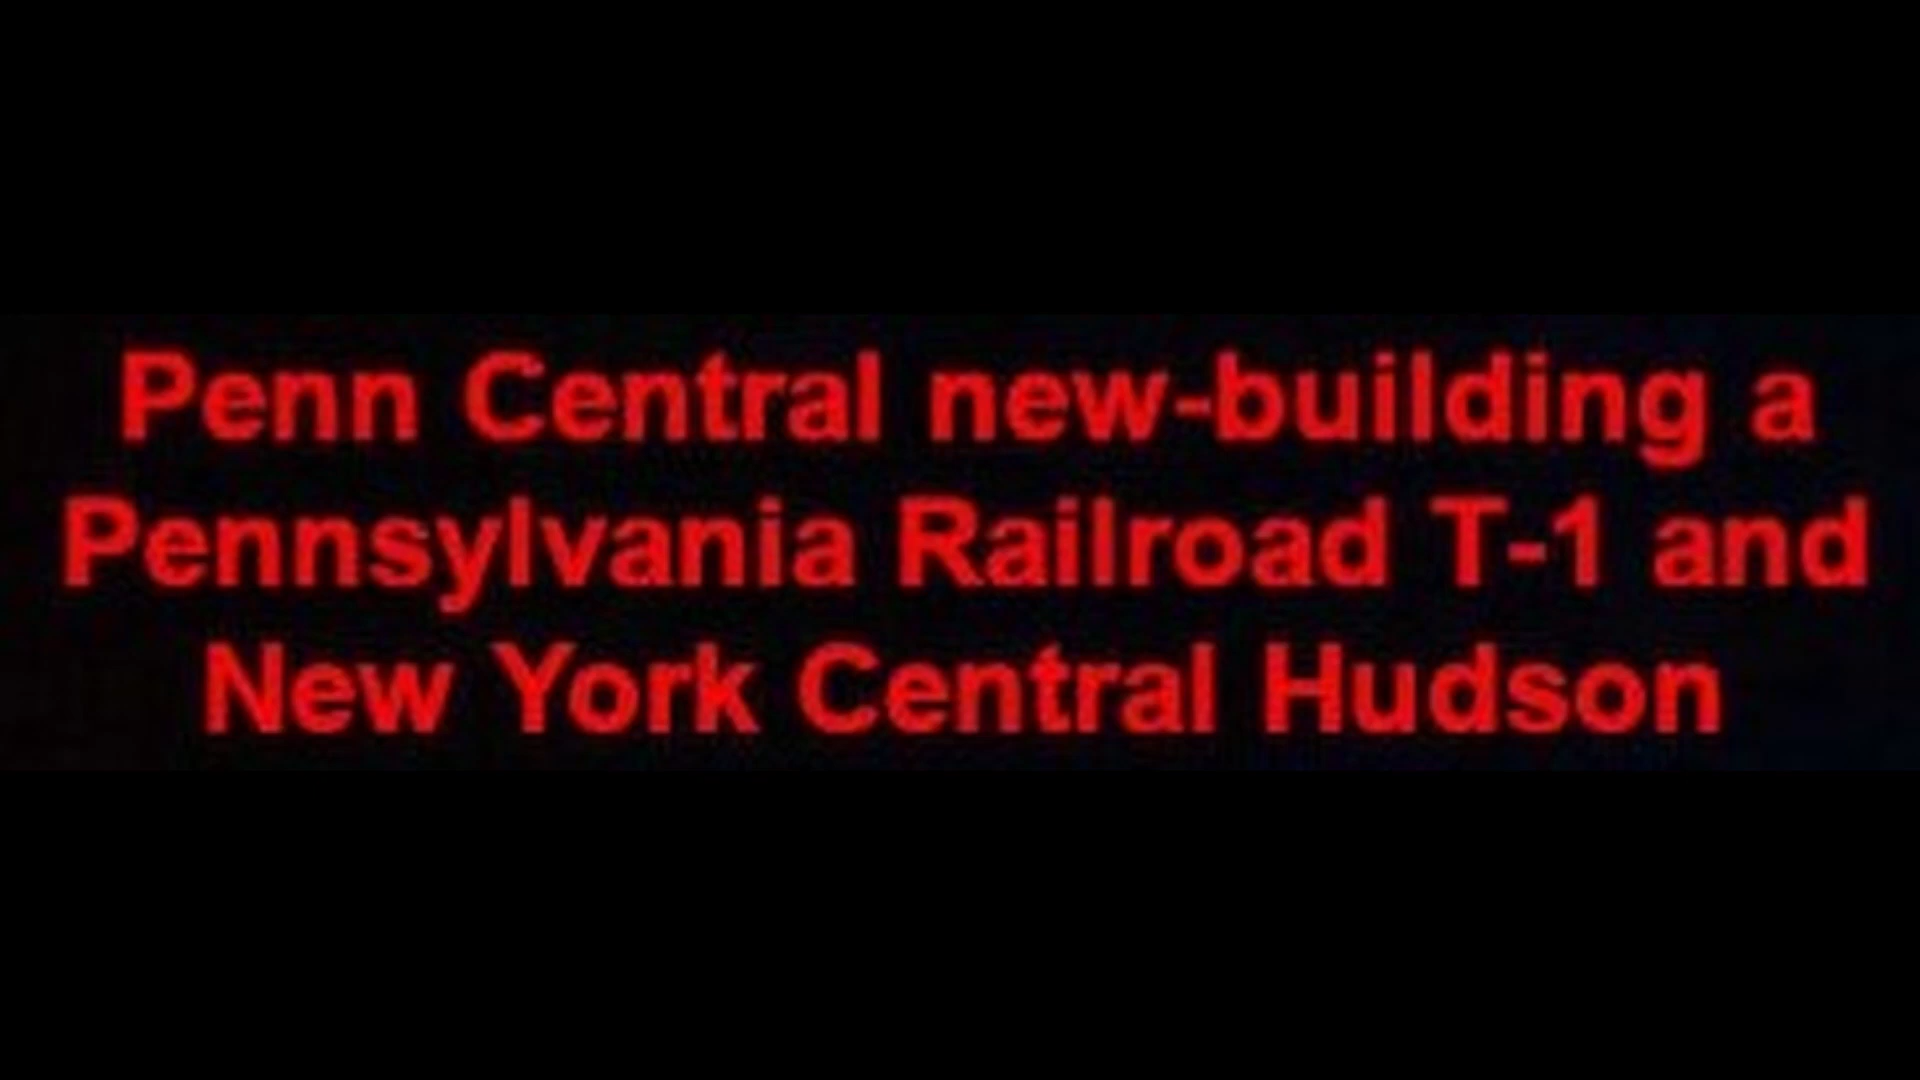 Penn Central new-building a
Pennsylvania Railroad T-1 and
New York Central Hudson